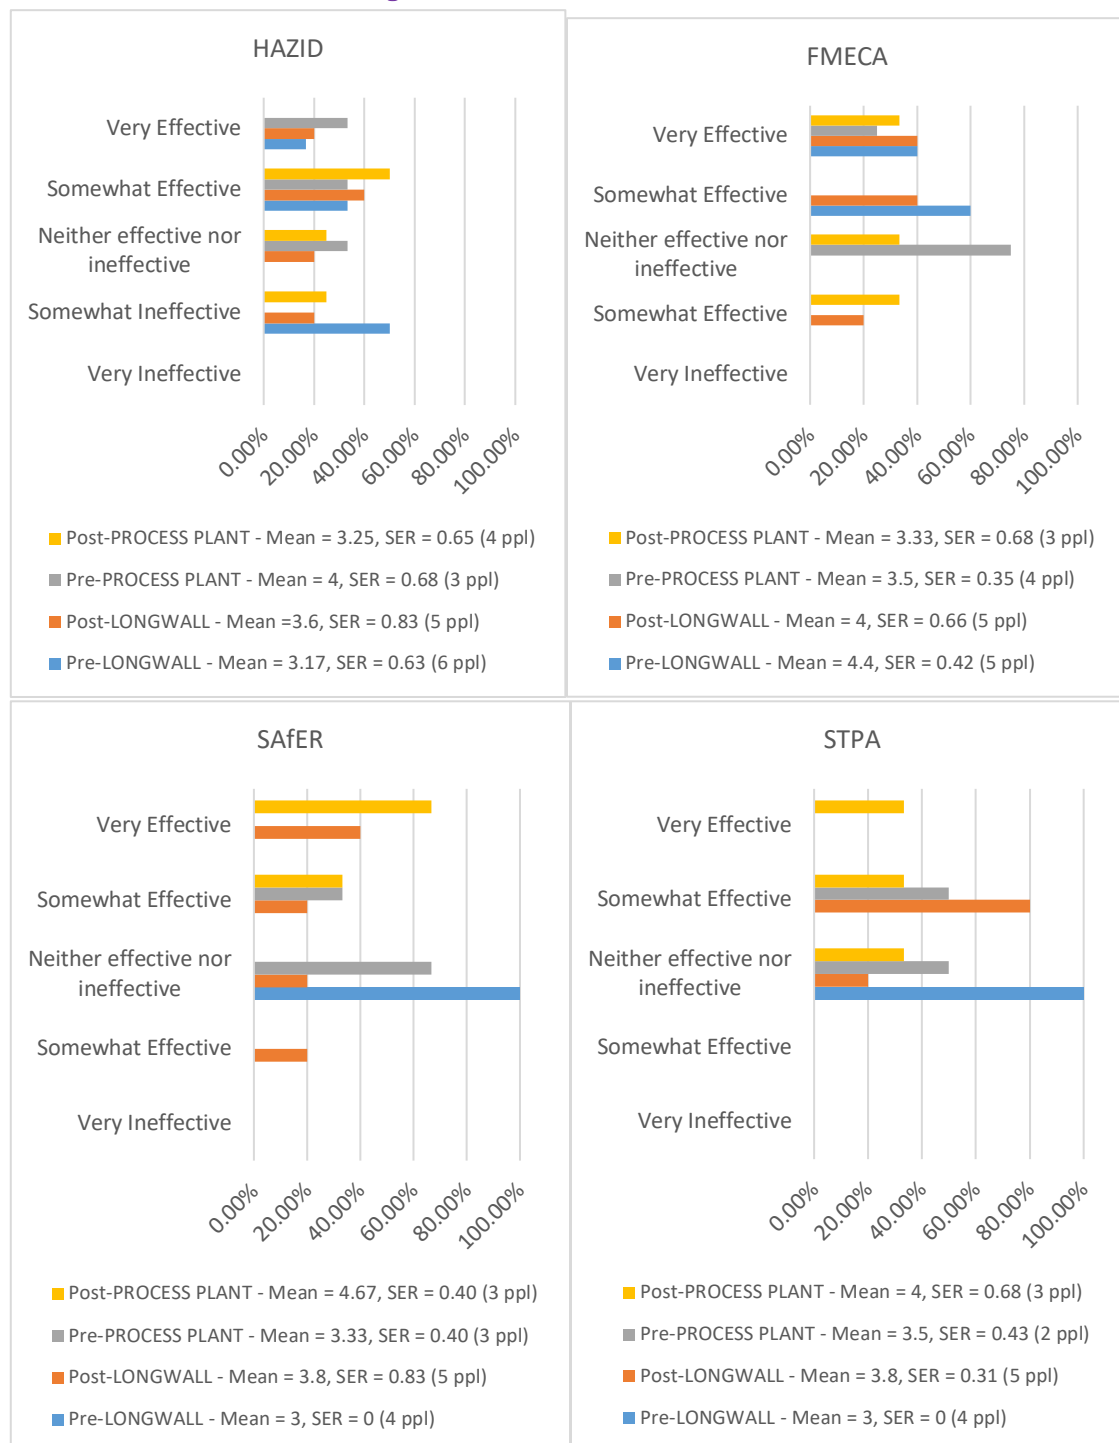 HAZID
Very Effective
Somewhat Effective
Neither effective nor
ineffective
Somewhat Ineffective
Very Ineffective
0.00%
20.00%
40.00%
60.00%
80.00%
100.00%
Post-PROCESS PLANT - Mean = 3.25, SER = 0.65 (4 ppl)
Pre-PROCESS PLANT - Mean = 4, SER = 0.68 (3 ppl)
Post-LONGWALL - Mean =3.6, SER = 0.83 (5 ppl)
Pre-LONGWALL - Mean = 3.17, SER = 0.63 (6 ppl)
FMECA
Very Effective
Somewhat Effective
Neither effective nor
ineffective
Somewhat Effective
Very Ineffective
0.00%
20.00%
40.00%
60.00%
80.00%
100.00%
Post-PROCESS PLANT - Mean = 3.33, SER = 0.68 (3 ppl)
Pre-PROCESS PLANT - Mean = 3.5, SER = 0.35 (4 ppl)
Post-LONGWALL - Mean = 4, SER = 0.66 (5 ppl)
Pre-LONGWALL - Mean = 4.4, SER = 0.42 (5 ppl)
SAfER
Very Effective
Somewhat Effective
Neither effective nor
ineffective
Somewhat Effective
Very Ineffective
0.00%
20.00%
40.00%
60.00%
80.00%
100.00%
Post-PROCESS PLANT - Mean = 4.67, SER = 0.40 (3 ppl)
Pre-PROCESS PLANT - Mean = 3.33, SER = 0.40 (3 ppl)
Post-LONGWALL - Mean = 3.8, SER = 0.83 (5 ppl)
Pre-LONGWALL - Mean = 3, SER = 0 (4 ppl)
STPA
Very Effective
Somewhat Effective
Neither effective nor
ineffective
Somewhat Effective
Very Ineffective
0.00%
20.00%
40.00%
60.00%
80.00%
100.00%
Post-PROCESS PLANT - Mean = 4, SER = 0.68 (3 ppl)
Pre-PROCESS PLANT - Mean = 3.5, SER = 0.43 (2 ppl)
Post-LONGWALL - Mean = 3.8, SER = 0.31 (5 ppl)
Pre-LONGWALL - Mean = 3, SER = 0 (4 ppl)